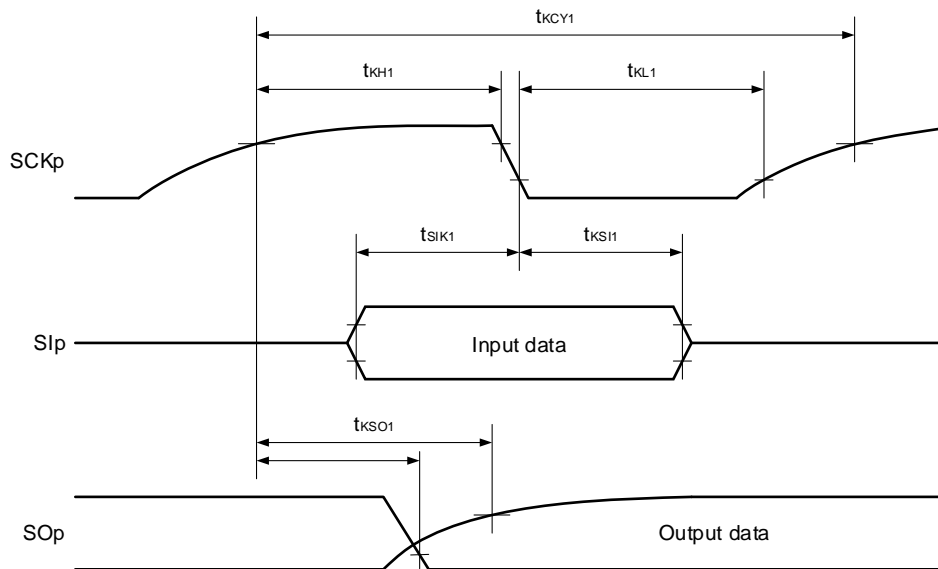 tKCY1
tKH1
tKL1
SCKp
tSIK1
tKSI1
SIp
Input data
tKSO1
SOp
Output data